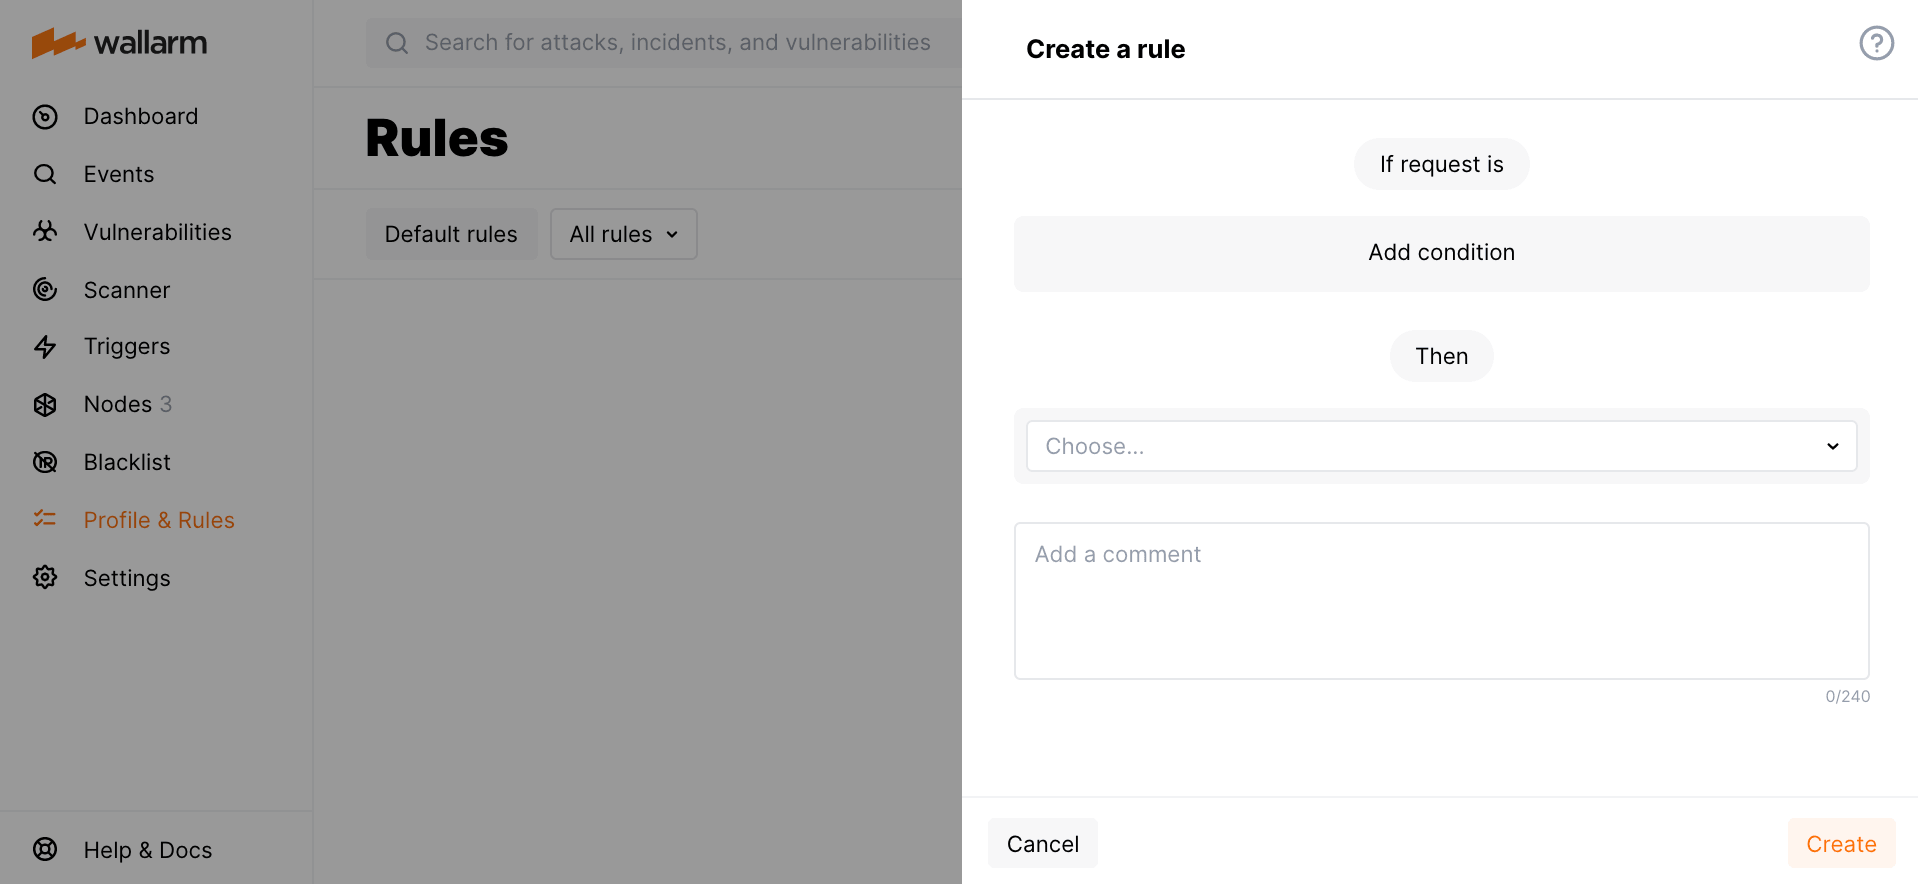 wallarm
Dashboard
Events
Vulnerabilities
Scanner
Triggers
Nodes 3
Blacklist
Profile & Rules
Settings
Help & Docs
Search for attacks, incidents, and vulnerabilities
Rules
Default rules
All rules
Create a rule
?
If request is
Add condition
Then
Choose...
Add a comment
0/240
Cancel
Create